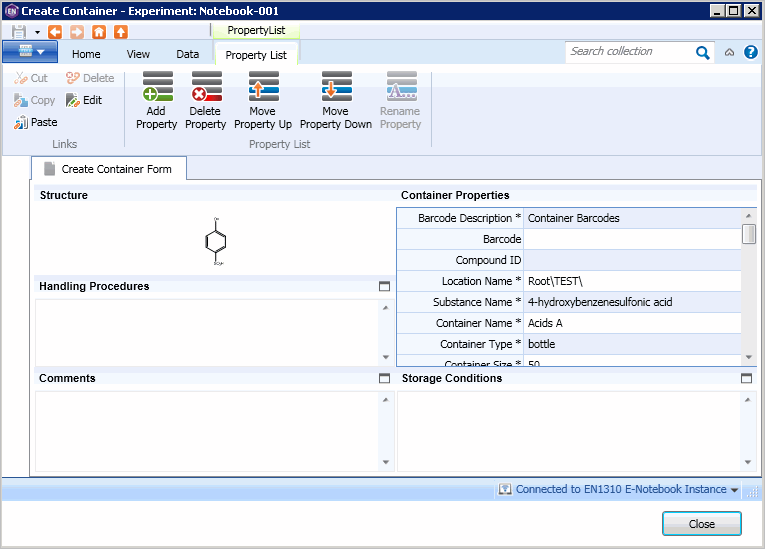 EN Create Container - Experiment: Notebook-001
PropertyList
Home View Data Property List Search collection
Cut Delete
Copy Edit
Paste
Links
Add Property
Delete Property
Move Property Up
Move Property Down
Rename Property
Property List
Create Container Form
Structure
OH
SO₃H
Handling Procedures
Comments
Container Properties
Barcode Description * Container Barcodes
Barcode
Compound ID
Location Name * Root\TEST\
Substance Name * 4-hydroxybenzenesulfonic acid
Container Name * Acids A
Container Type * bottle
Container Size * 50
Storage Conditions
Connected to EN1310 E-Notebook Instance
Close